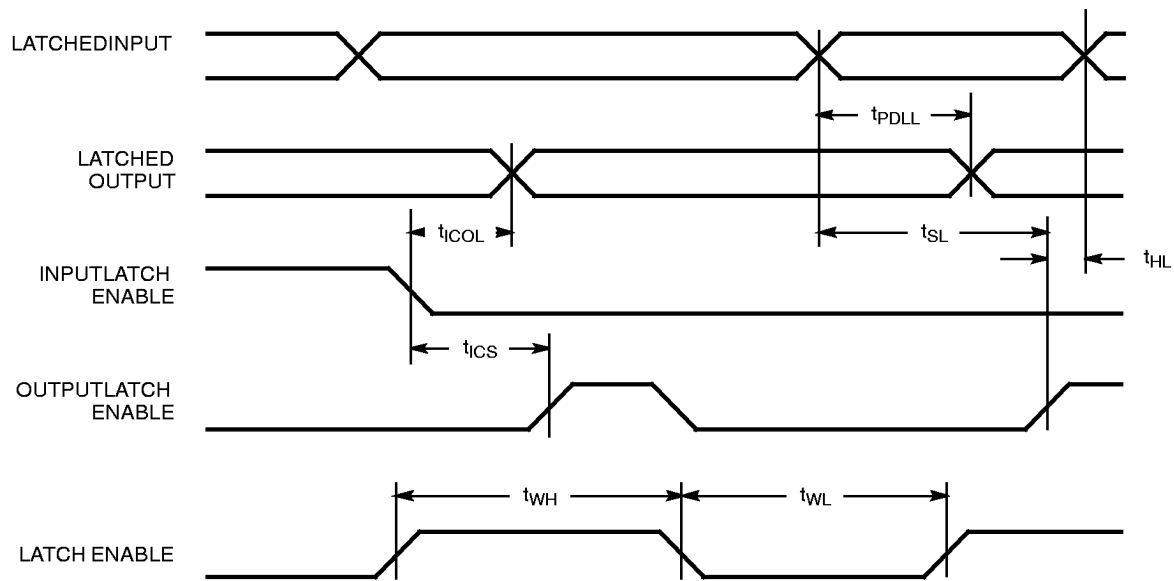 LATCHEDINPUT
tPDLL
LATCHED
OUTPUT
tICOL
tSL
tHL
INPUTLATCH
ENABLE
tICS
OUTPUTLATCH
ENABLE
tWH
tWL
LATCH ENABLE